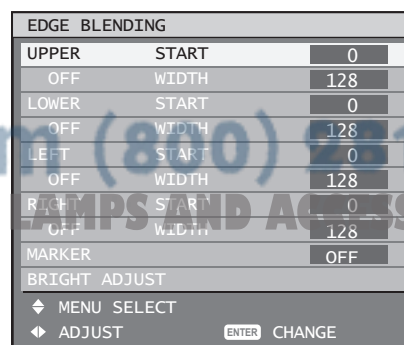 EDGE BLENDING
UPPER START 0
OFF WIDTH 128
LOWER START 0
OFF WIDTH 128
LEFT START 0
OFF WIDTH 128
RIGHT START 0
OFF WIDTH 128
MARKER OFF
BRIGHT ADJUST
MENU SELECT
ADJUST ENTER CHANGE
m (800) 281
LAMPS AND ACCESS